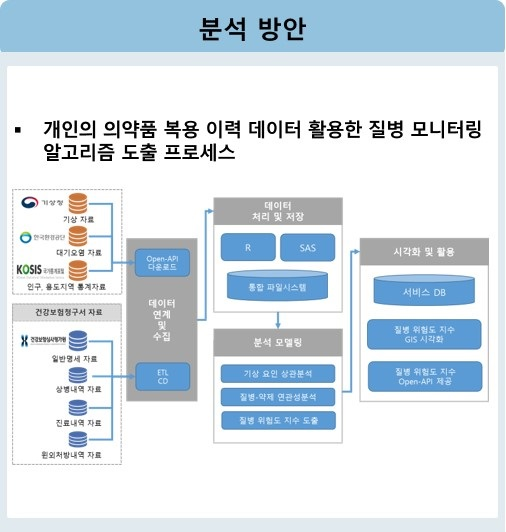 분석 방안
▪ 개인의 의약품 복용 이력 데이터 활용한 질병 모니터링
알고리즘 도출 프로세스
기상청
기상 자료
한국환경공단
대기오염 자료
KOSIS 국가통계포털
인구, 용도지역 통계자료
건강보험청구서 자료
건강보험심사평가원
일반명세 자료
상병내역 자료
진료내역 자료
원외처방내역 자료
Open-API
다운로드
데이터
연계
및
수집
ETL
CD
데이터
처리 및 저장
R
SAS
통합 파일시스템
분석 모델링
기상 요인 상관분석
질병-약제 연관성분석
질병 위험도 지수 도출
시각화 및 활용
서비스 DB
질병 위험도 지수
GIS 시각화
질병 위험도 지수
Open-API 제공